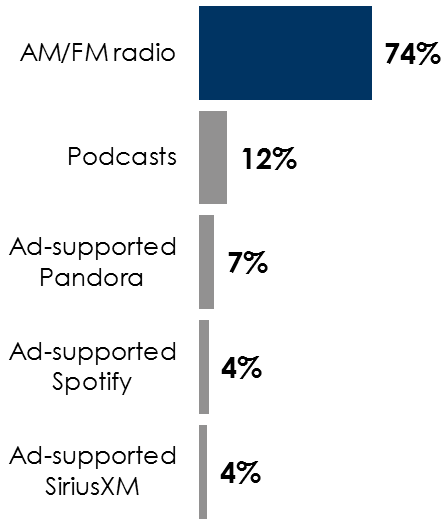 AM/FM radio
74%
Podcasts
12%
Ad-supported
Pandora
7%
Ad-supported
Spotify
4%
Ad-supported
SiriusXM
4%